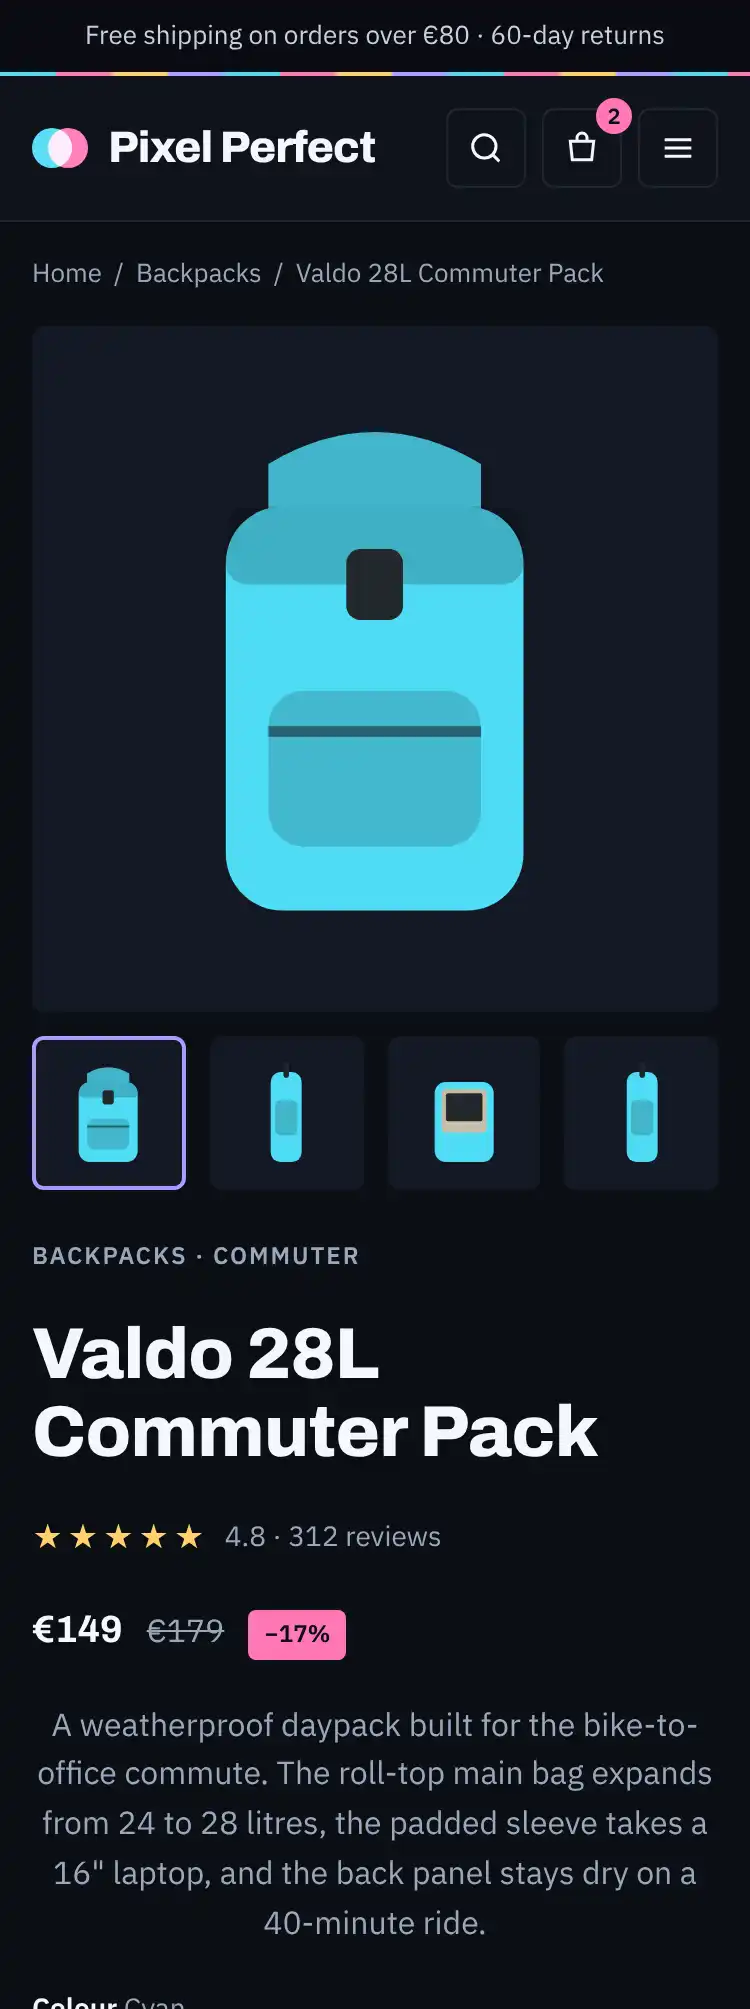 Free shipping on orders over €80 · 60-day returns
Pixel Perfect
2
Home / Backpacks / Valdo 28L Commuter Pack
BACKPACKS · COMMUTER
Valdo 28L
Commuter Pack
★★★★★ 4.8 · 312 reviews
€149 €179 −17%
A weatherproof daypack built for the bike-to-
office commute. The roll-top main bag expands
from 24 to 28 litres, the padded sleeve takes a
16" laptop, and the back panel stays dry on a
40-minute ride.
Colour Cyan